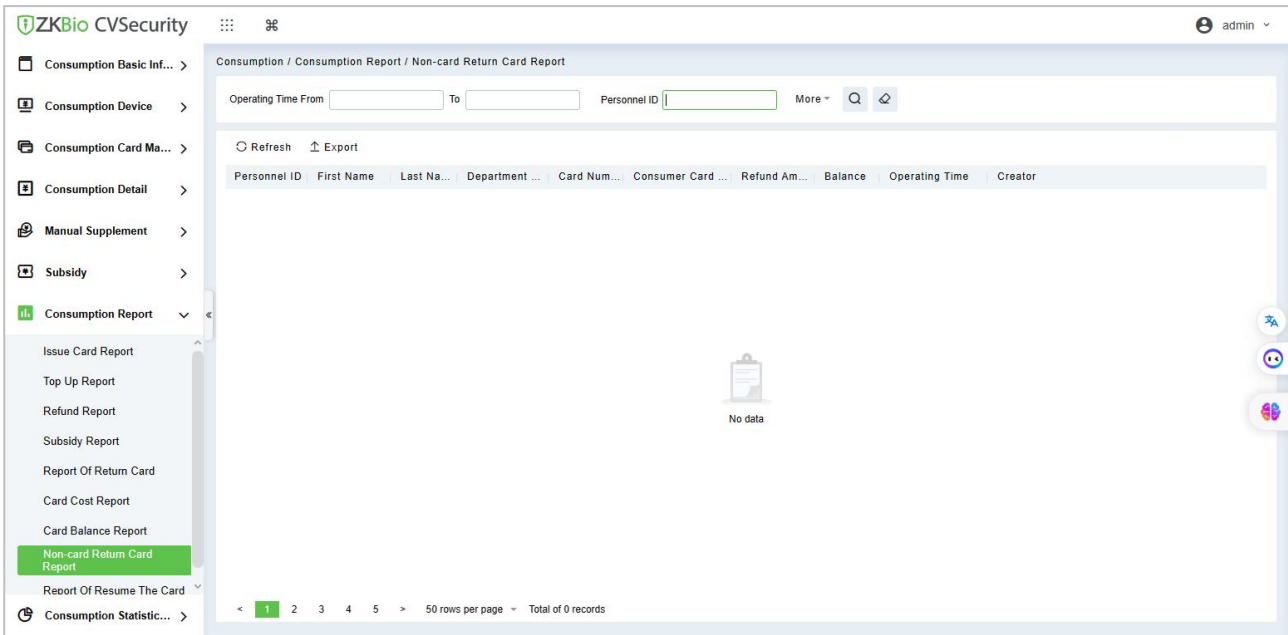 ZKBio CVSecurity
admin
Consumption Basic Inf...
Consumption Device
Consumption Card Ma...
Consumption Detail
Manual Supplement
Subsidy
Consumption Report
Issue Card Report
Top Up Report
Refund Report
Subsidy Report
Report Of Return Card
Card Cost Report
Card Balance Report
Non-card Return Card
Report
Report Of Resume The Card
Consumption Statistic...
Consumption / Consumption Report / Non-card Return Card Report
Operating Time From To Personnel ID More
Refresh Export
Personnel ID First Name Last Na... Department ... Card Num... Consumer Card ... Refund Am... Balance Operating Time Creator
No data
< 1 2 3 4 5 > 50 rows per page Total of 0 records